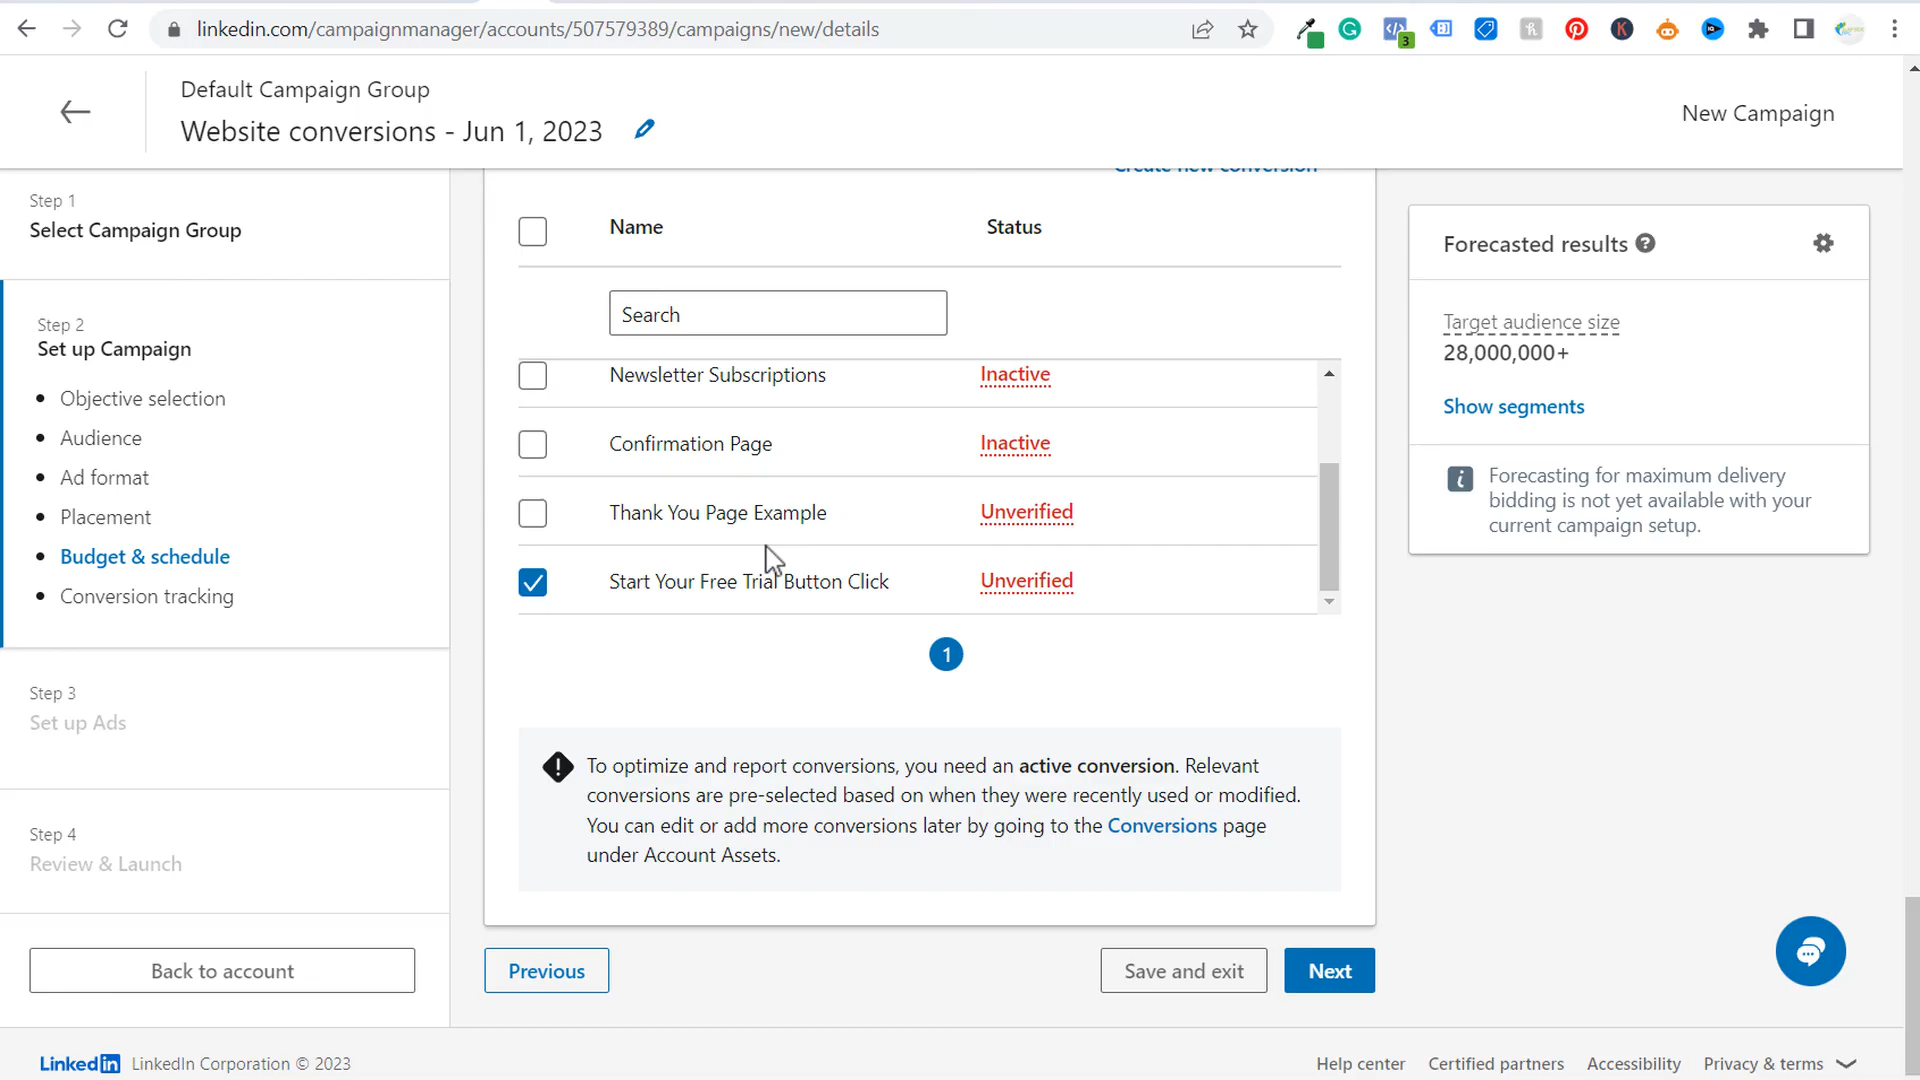 linkedin.com/campaignmanager/accounts/507579389/campaigns/new/details
3
Default Campaign Group
Website conversions - Jun 1, 2023
New Campaign
Step 1
Select Campaign Group
Step 2
Set up Campaign
Objective selection
Audience
Ad format
Placement
Budget & schedule
Conversion tracking
Step 3
Set up Ads
Step 4
Review & Launch
Back to account
Create new conversion
Name Status
Search
Newsletter Subscriptions Inactive
Confirmation Page Inactive
Thank You Page Example Unverified
Start Your Free Trial Button Click Unverified
1
To optimize and report conversions, you need an active conversion. Relevant
conversions are pre-selected based on when they were recently used or modified.
You can edit or add more conversions later by going to the Conversions page
under Account Assets.
Previous
Save and exit
Next
Forecasted results
Target audience size
28,000,000+
Show segments
Forecasting for maximum delivery
bidding is not yet available with your
current campaign setup.
LinkedIn LinkedIn Corporation © 2023
Help center Certified partners Accessibility Privacy & terms